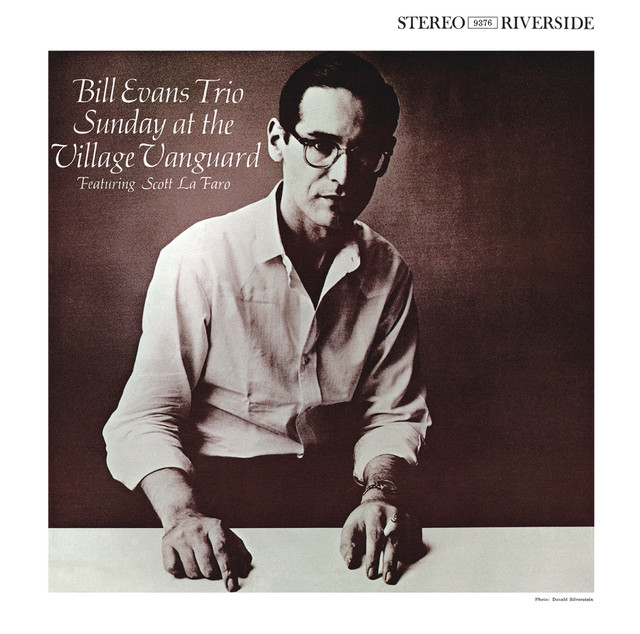 STEREO 9376 RIVERSIDE
Bill Evans Trio
Sunday at the
Village Vanguard
Featuring Scott La Faro
Photo: Donald Silverstein